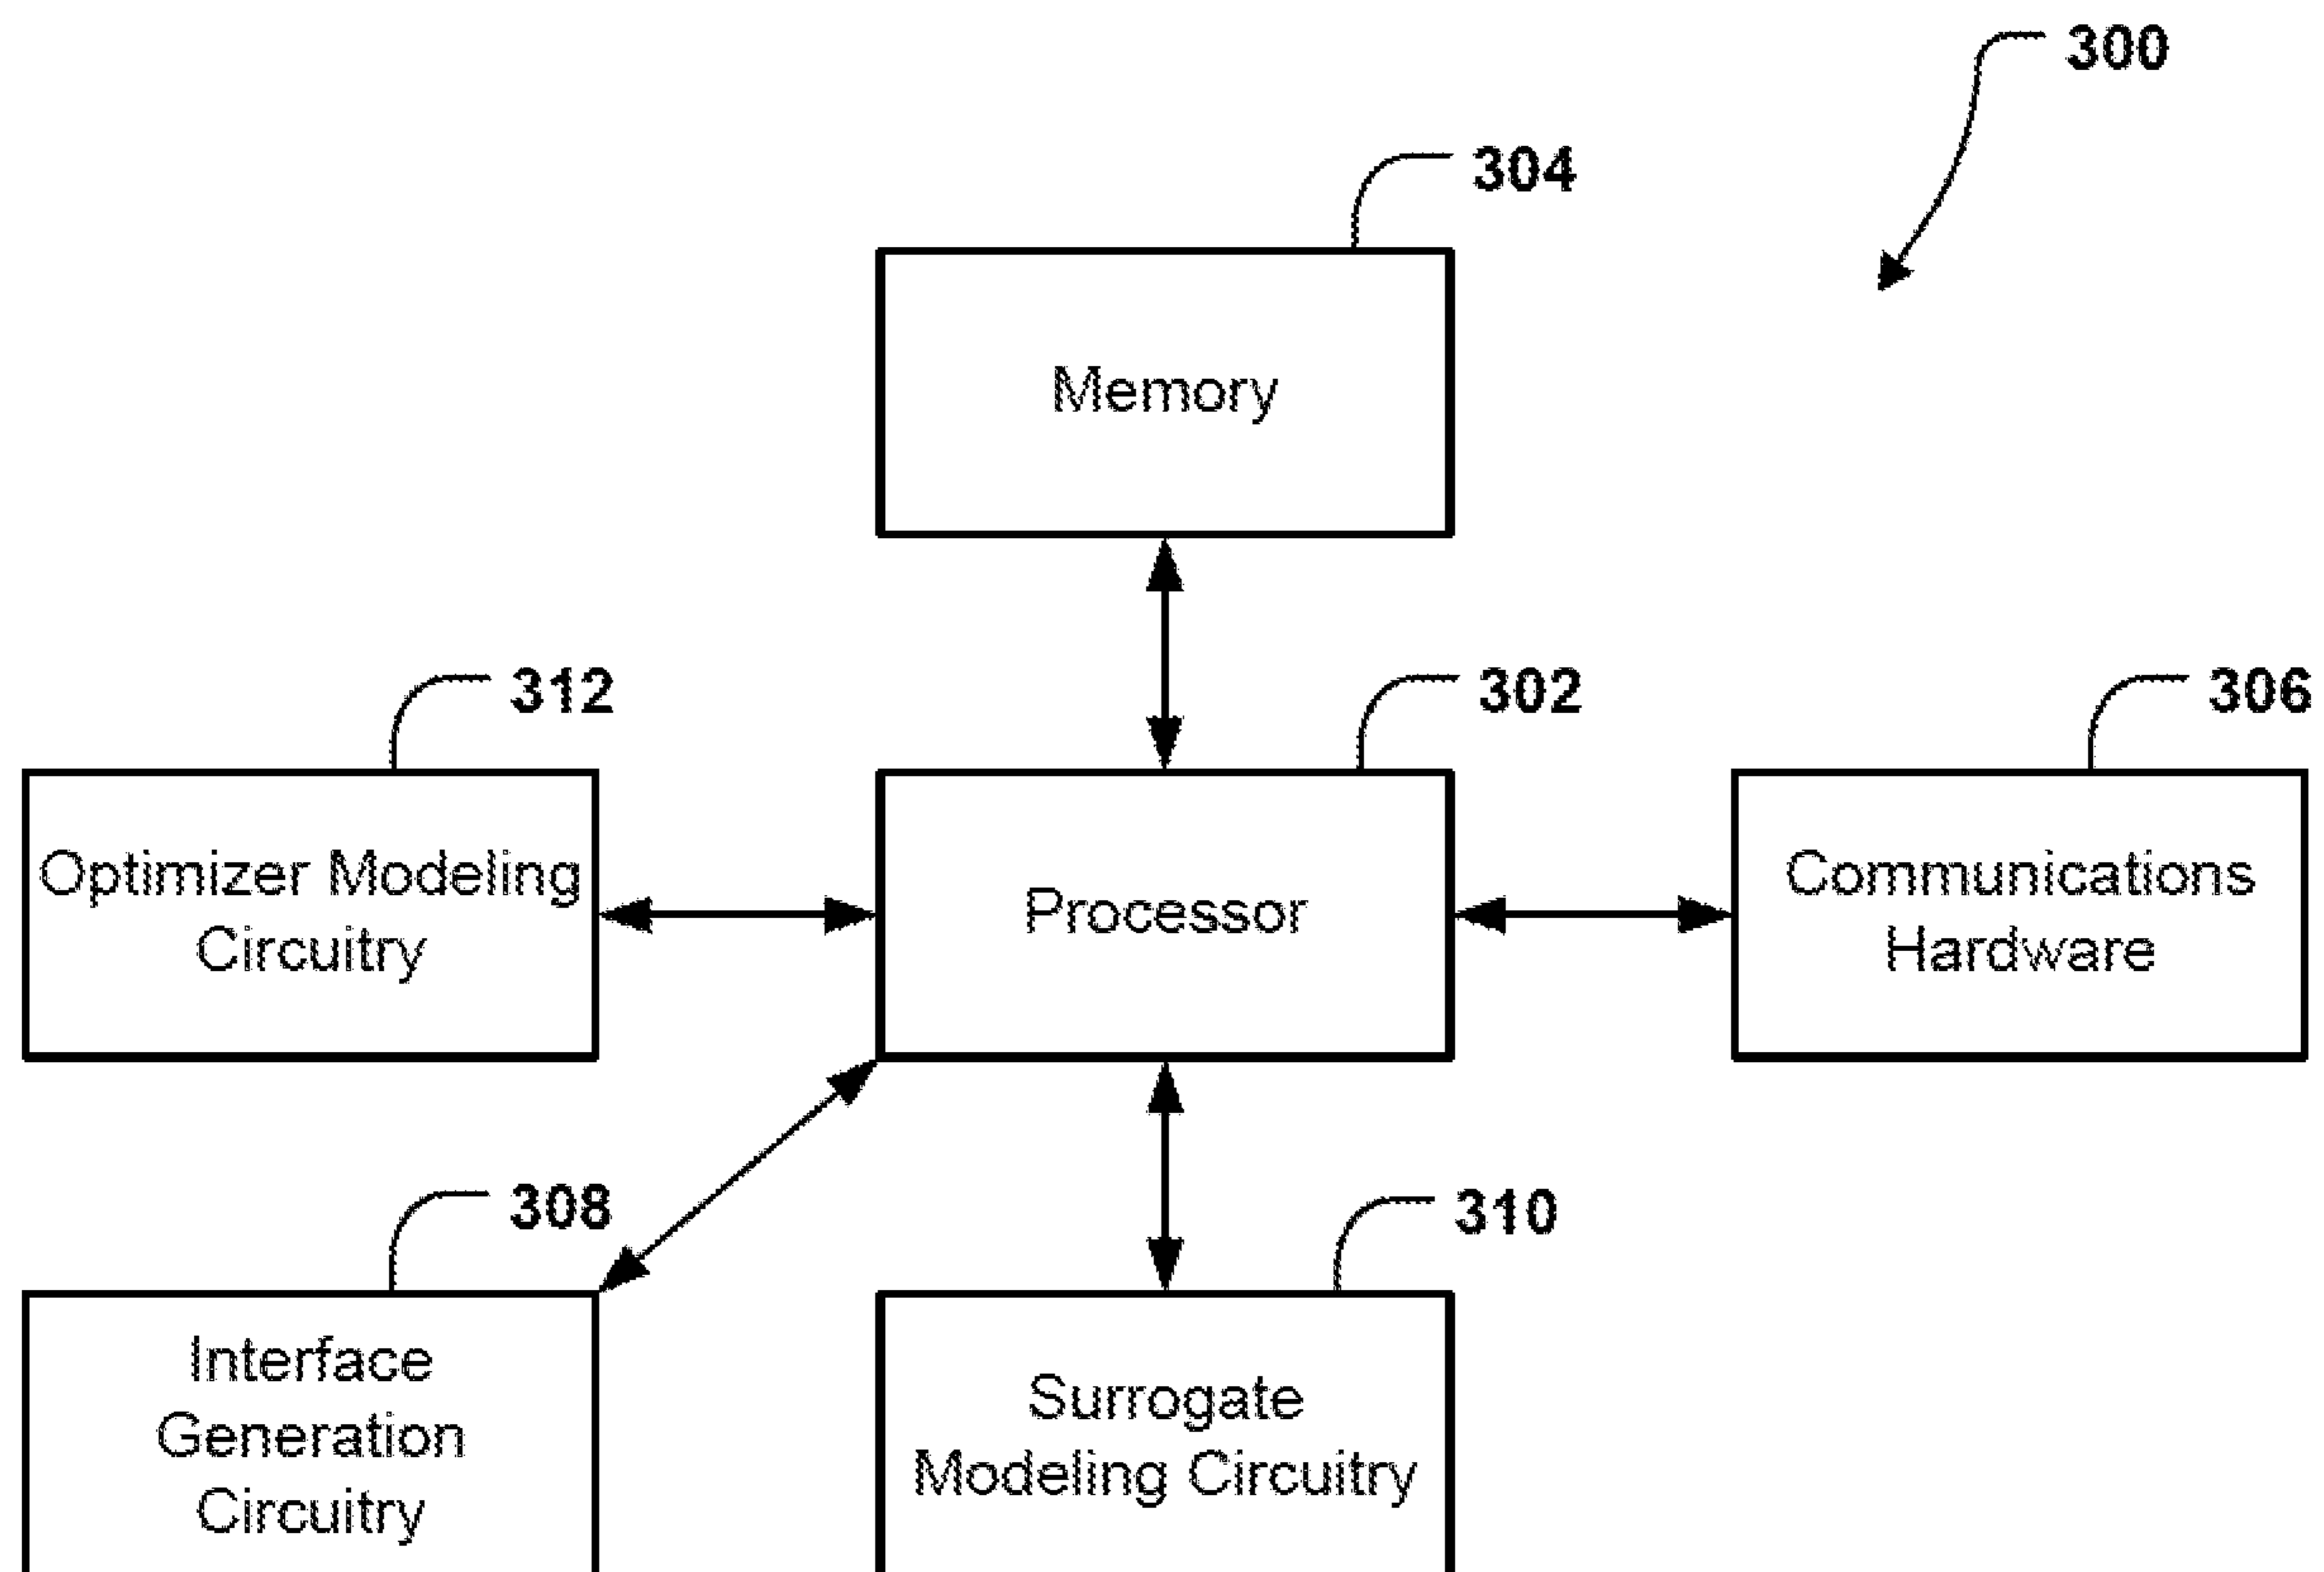 300
304
Memory
312
302
306
Optimizer Modeling
Circuitry
Processor
Communications
Hardware
308
310
Interface
Generation
Circuitry
Surrogate
Modeling Circuitry